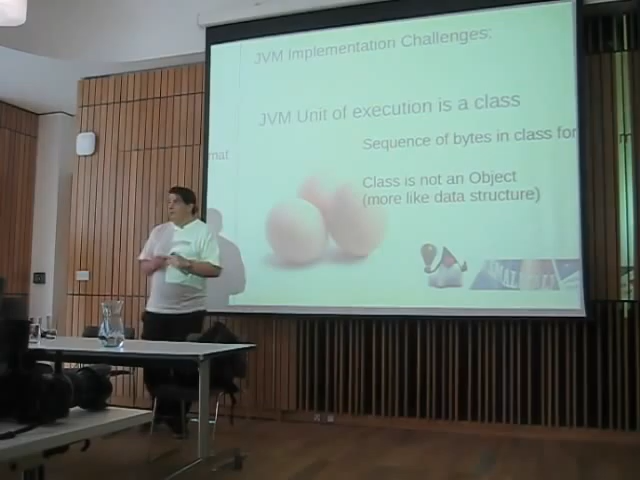 JVM Implementation Challenges:
JVM Unit of execution is a class
Sequence of bytes in class for
mat
Class is not an Object
(more like data structure)